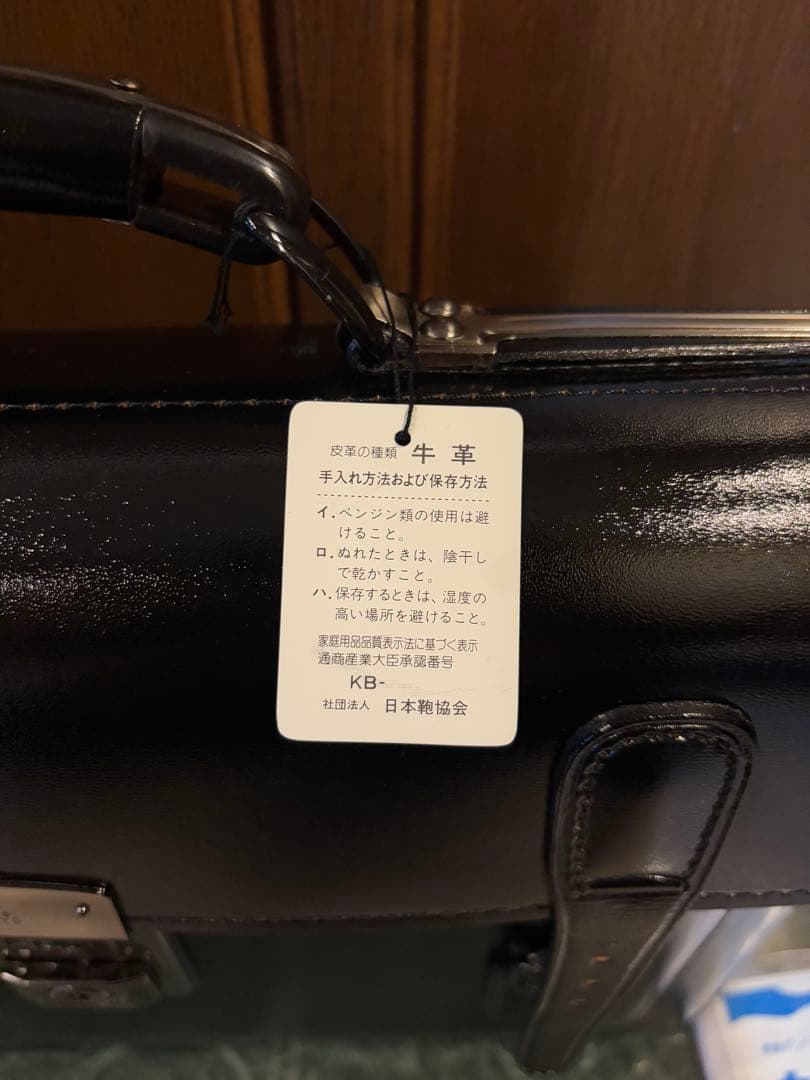 皮革の種類 牛革
手入れ方法および保存方法
イ.ベンジン類の使用は避
けること。
ロ.ぬれたときは、陰干し
で乾かすこと。
ハ.保存するときは、湿度の
高い場所を避けること。
家庭用品品質表示法に基づく表示
通商産業大臣承認番号
KB-
社団法人 日本鞄協会